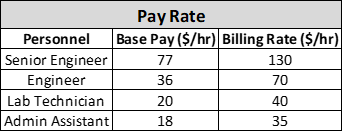 Pay Rate
Personnel Base Pay ($/hr) Billing Rate ($/hr)
Senior Engineer 77 130
Engineer 36 70
Lab Technician 20 40
Admin Assistant 18 35